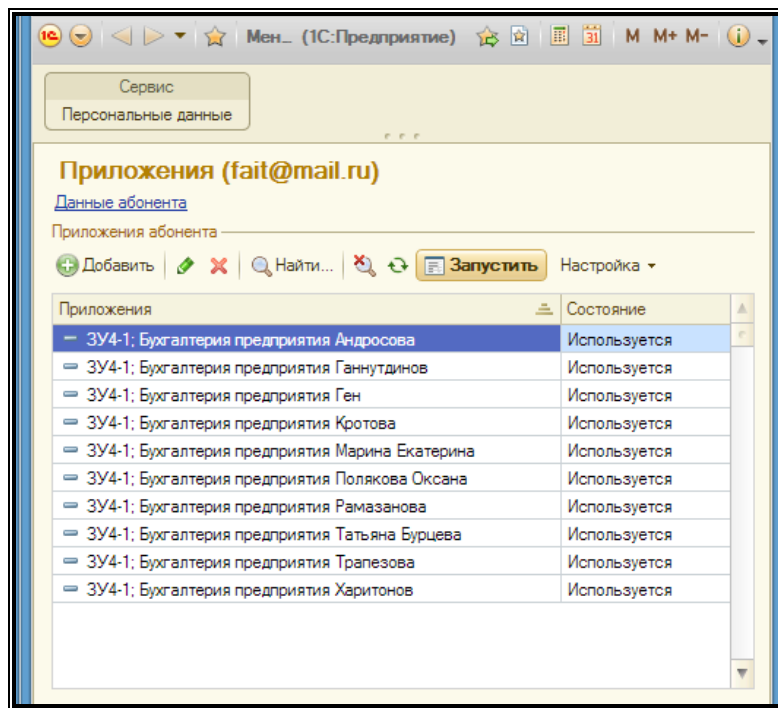 1С Мен_ (1С:Предприятие) 31 M M+ M-
Сервис
Персональные данные
Приложения (fait@mail.ru)
Данные абонента
Приложения абонента
Добавить Найти... Запустить Настройка
Приложения Состояние
ЗУ4-1; Бухгалтерия предприятия Андросова Используется
ЗУ4-1; Бухгалтерия предприятия Ганнутдинов Используется
ЗУ4-1; Бухгалтерия предприятия Ген Используется
ЗУ4-1; Бухгалтерия предприятия Кротова Используется
ЗУ4-1; Бухгалтерия предприятия Марина Екатерина Используется
ЗУ4-1; Бухгалтерия предприятия Полякова Оксана Используется
ЗУ4-1; Бухгалтерия предприятия Рамазанова Используется
ЗУ4-1; Бухгалтерия предприятия Татьяна Бурцева Используется
ЗУ4-1; Бухгалтерия предприятия Трапезова Используется
ЗУ4-1; Бухгалтерия предприятия Харитонов Используется